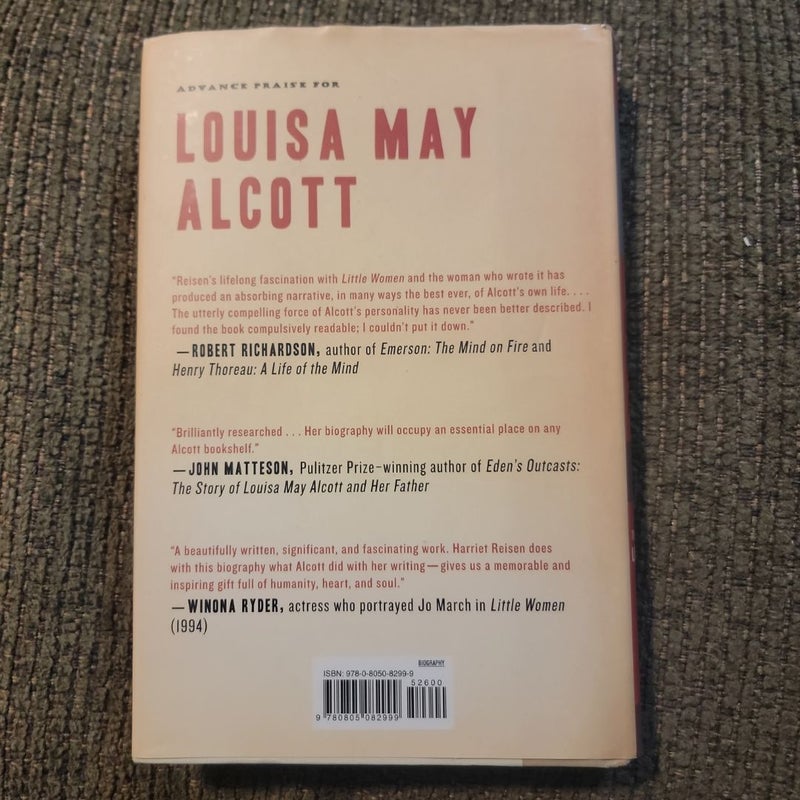 ADVANCE PRAISE FOR
LOUISA MAY
ALCOTT
"Reisen's lifelong fascination with Little Women and the woman who wrote it has
produced an absorbing narrative, in many ways the best ever, of Alcott's own life. . . .
The utterly compelling force of Alcott's personality has never been better described. I
found the book compulsively readable; I couldn't put it down."
—ROBERT RICHARDSON, author of Emerson: The Mind on Fire and
Henry Thoreau: A Life of the Mind
"Brilliantly researched . . . Her biography will occupy an essential place on any
Alcott bookshelf."
—JOHN MATTESON, Pulitzer Prize–winning author of Eden's Outcasts:
The Story of Louisa May Alcott and Her Father
"A beautifully written, significant, and fascinating work. Harriet Reisen does
with this biography what Alcott did with her writing—gives us a memorable and
inspiring gift full of humanity, heart, and soul."
—WINONA RYDER, actress who portrayed Jo March in Little Women
(1994)
BIOGRAPHY
ISBN: 978-0-8050-8299-9
52600
9 780805 082999